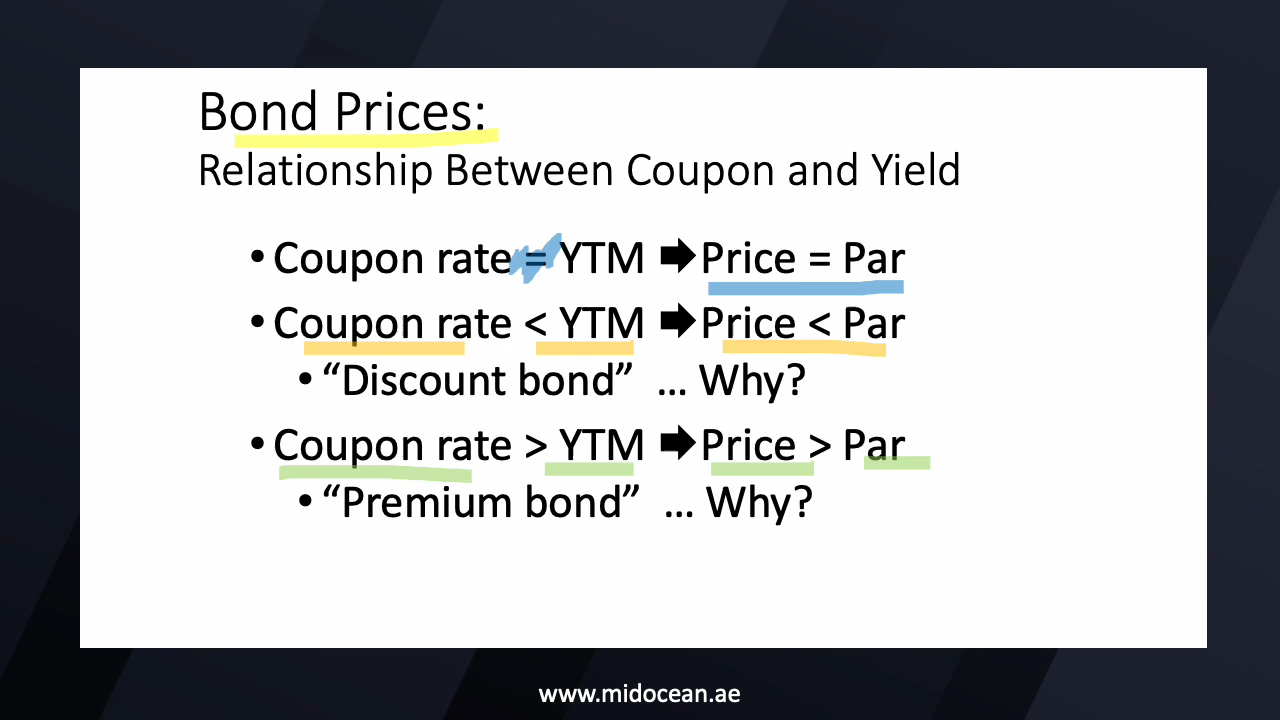 Bond Prices:
Relationship Between Coupon and Yield
• Coupon rate = YTM 🡆 Price = Par
• Coupon rate < YTM 🡆 Price < Par
• “Discount bond” ... Why?
• Coupon rate > YTM 🡆 Price > Par
• “Premium bond” ... Why?
www.midocean.ae